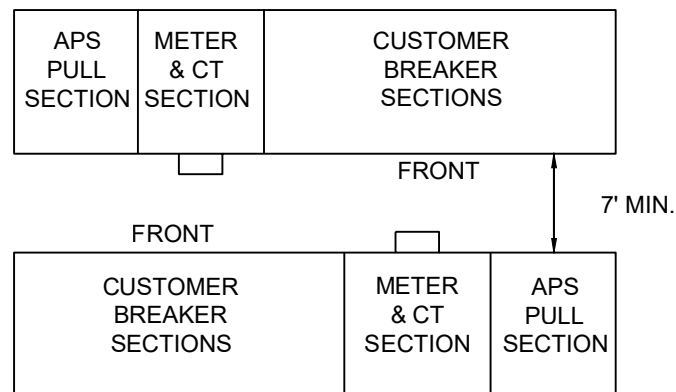 APS
PULL
SECTION
METER
& CT
SECTION
CUSTOMER
BREAKER
SECTIONS
FRONT
7' MIN.
FRONT
CUSTOMER
BREAKER
SECTIONS
METER
& CT
SECTION
APS
PULL
SECTION